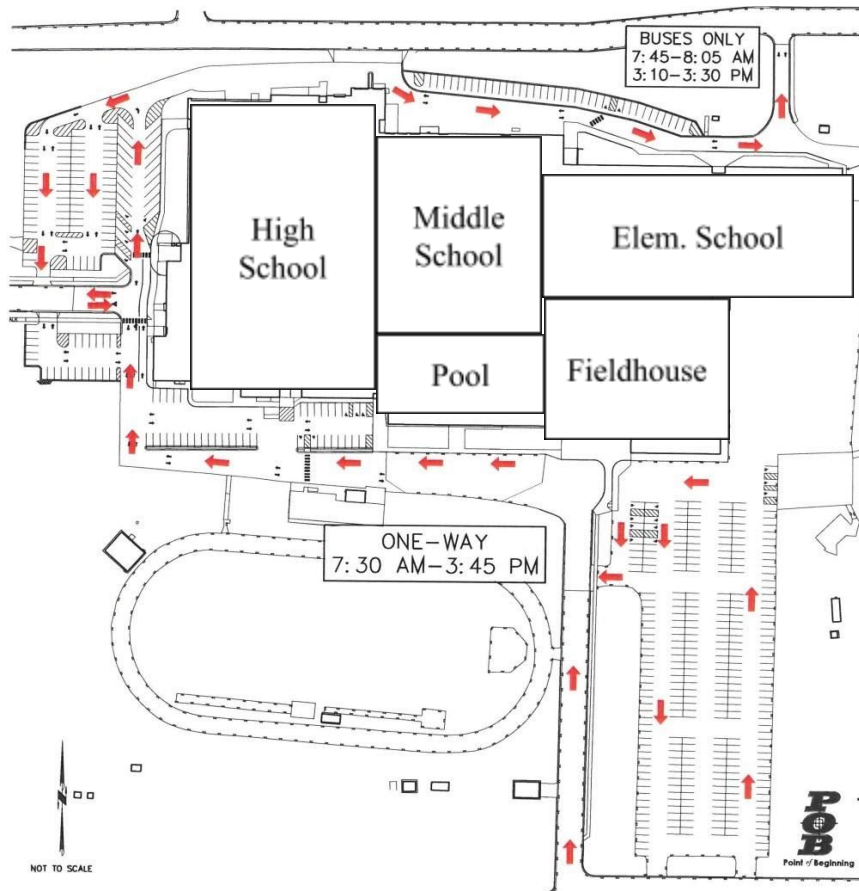 BUSES ONLY
7:45-8:05 AM
3:10-3:30 PM
High
School
Middle
School
Elem. School
Pool
Fieldhouse
ONE-WAY
7:30 AM-3:45 PM
N
NOT TO SCALE
POB
Point of Beginning